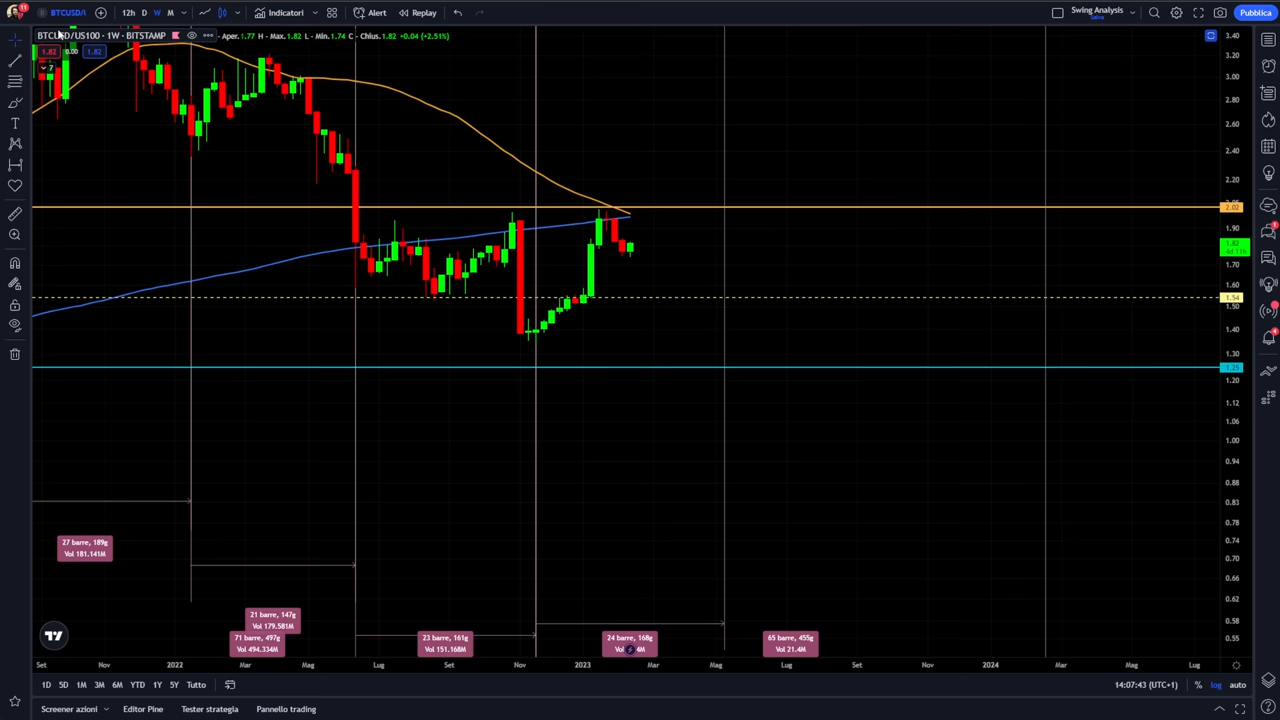 11
BTCUSD/I
12h D W M
Indicatori
Alert
Replay
Swing Analysis
Salva
Pubblica
BTCUSD/US100 · 1W · BITSTAMP
Aper. 1.77 H - Max. 1.82 L - Min. 1.74 C - Chius. 1.82 +0.04 (+2.51%)
1.82 0.00 1.82
7
3.40
3.20
3.00
2.80
2.60
2.40
2.20
2.02
1.90
1.82
4d 11h
1.70
1.60
1.54
1.50
1.40
1.30
1.25
1.20
1.12
1.06
1.00
0.94
0.88
0.83
0.78
0.74
0.70
0.66
0.62
0.58
0.55
27 barre, 189g
Vol 181.141M
21 barre, 147g
Vol 179.581M
71 barre, 497g
Vol 494.334M
23 barre, 161g
Vol 151.168M
24 barre, 168g
65 barre, 455g
Vol 21.4M
Set Nov 2022 Mar Mag Lug Set Nov 2023 Mar Mag Lug Set Nov 2024 Mar Mag Lug
1D 5D 1M 3M 6M YTD 1Y 5Y Tutto
14:07:43 (UTC+1) % log auto
Screener azioni Editor Pine Tester strategia Pannello trading